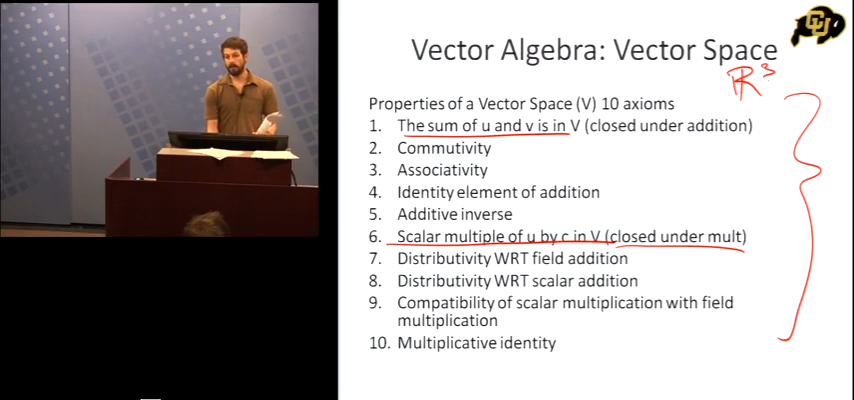 CU
Vector Algebra: Vector Space
ℝ³
Properties of a Vector Space (V) 10 axioms
1. The sum of u and v is in V (closed under addition)
2. Commutivity
3. Associativity
4. Identity element of addition
5. Additive inverse
6. Scalar multiple of u by c in V (closed under mult)
7. Distributivity WRT field addition
8. Distributivity WRT scalar addition
9. Compatibility of scalar multiplication with field
multiplication
10. Multiplicative identity